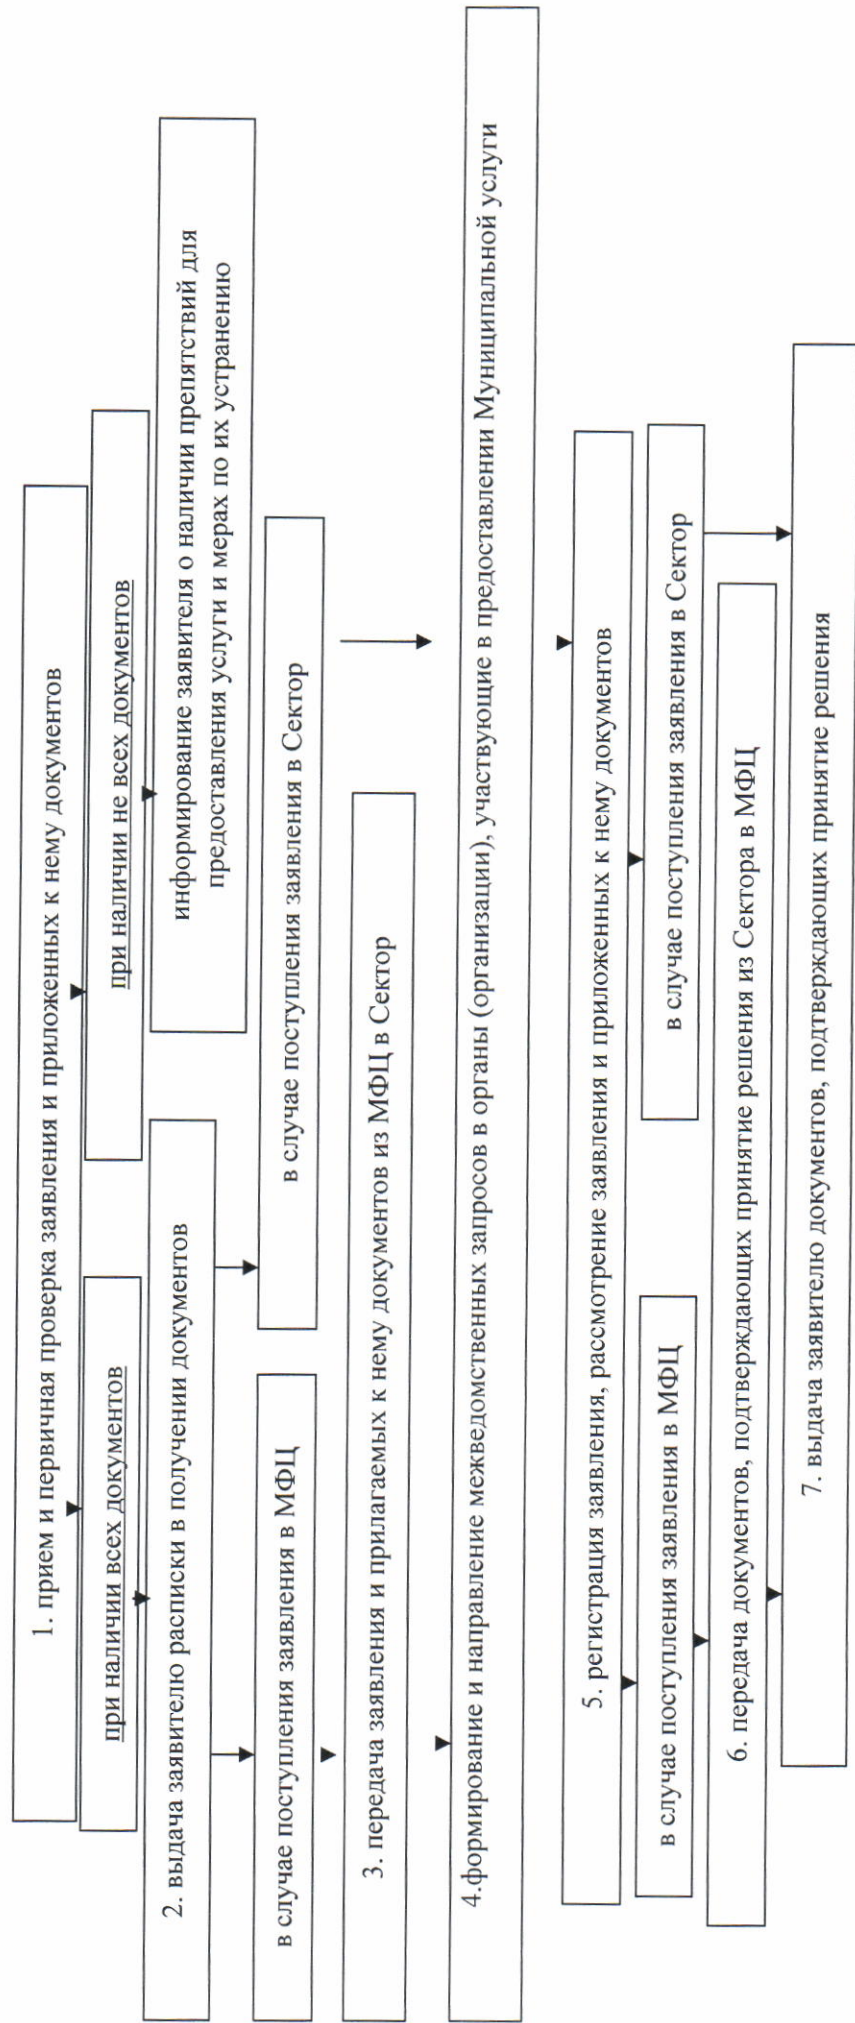 1. прием и первичная проверка заявления и приложенных к нему документов
при наличии всех документов
при наличии не всех документов
2. выдача заявителю расписки в получении документов
информирование заявителя о наличии препятствий для
предоставления услуги и мерах по их устранению
в случае поступления заявления в МФЦ
в случае поступления заявления в Сектор
3. передача заявления и прилагаемых к нему документов из МФЦ в Сектор
4.формирование и направление межведомственных запросов в органы (организации), участвующие в предоставлении Муниципальной услуги
5. регистрация заявления, рассмотрение заявления и приложенных к нему документов
в случае поступления заявления в МФЦ
в случае поступления заявления в Сектор
6. передача документов, подтверждающих принятие решения из Сектора в МФЦ
7. выдача заявителю документов, подтверждающих принятие решения